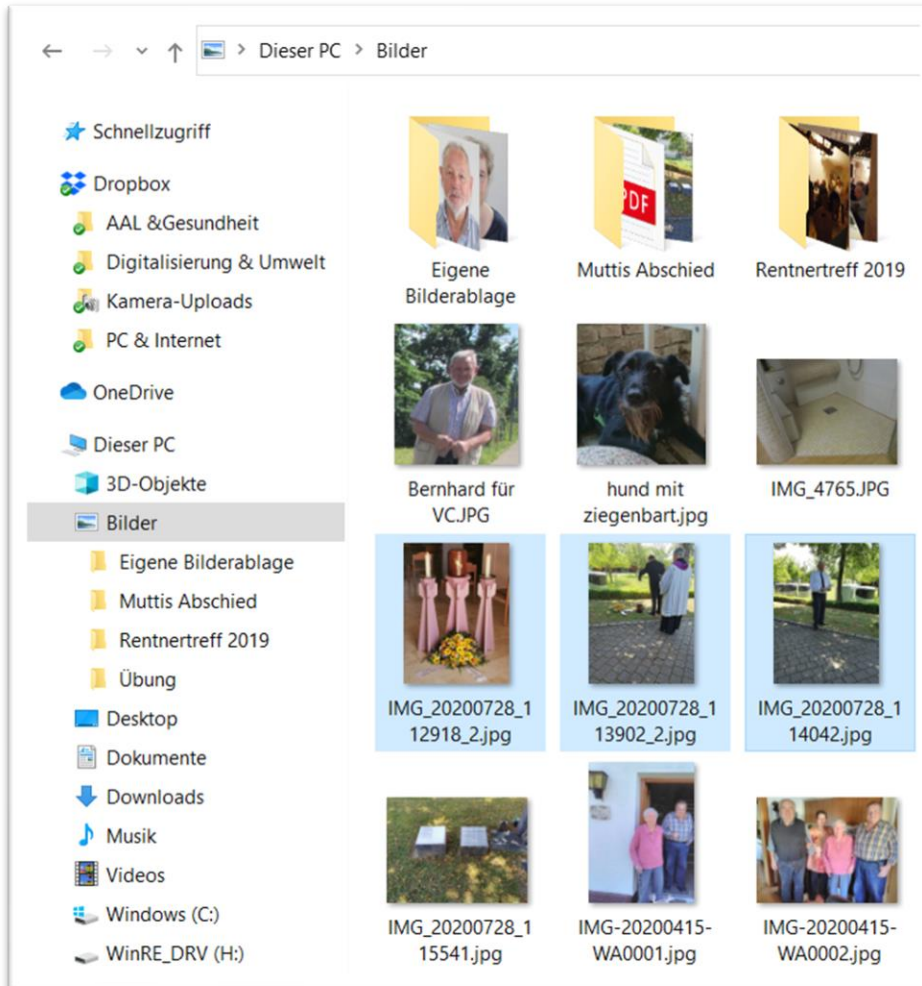 Dieser PC > Bilder
Schnellzugriff
Dropbox
AAL &Gesundheit
Digitalisierung & Umwelt
Kamera-Uploads
PC & Internet
OneDrive
Dieser PC
3D-Objekte
Bilder
Eigene Bilderablage
Muttis Abschied
Rentnertreff 2019
Übung
Desktop
Dokumente
Downloads
Musik
Videos
Windows (C:)
WinRE_DRV (H:)
Eigene
Bilderablage
PDF
Muttis Abschied
Rentnertreff 2019
Bernhard für
VC.JPG
hund mit
ziegenbart.jpg
IMG_4765.JPG
IMG_20200728_1
12918_2.jpg
IMG_20200728_1
13902_2.jpg
IMG_20200728_1
14042.jpg
IMG_20200728_1
15541.jpg
IMG-20200415-
WA0001.jpg
IMG-20200415-
WA0002.jpg